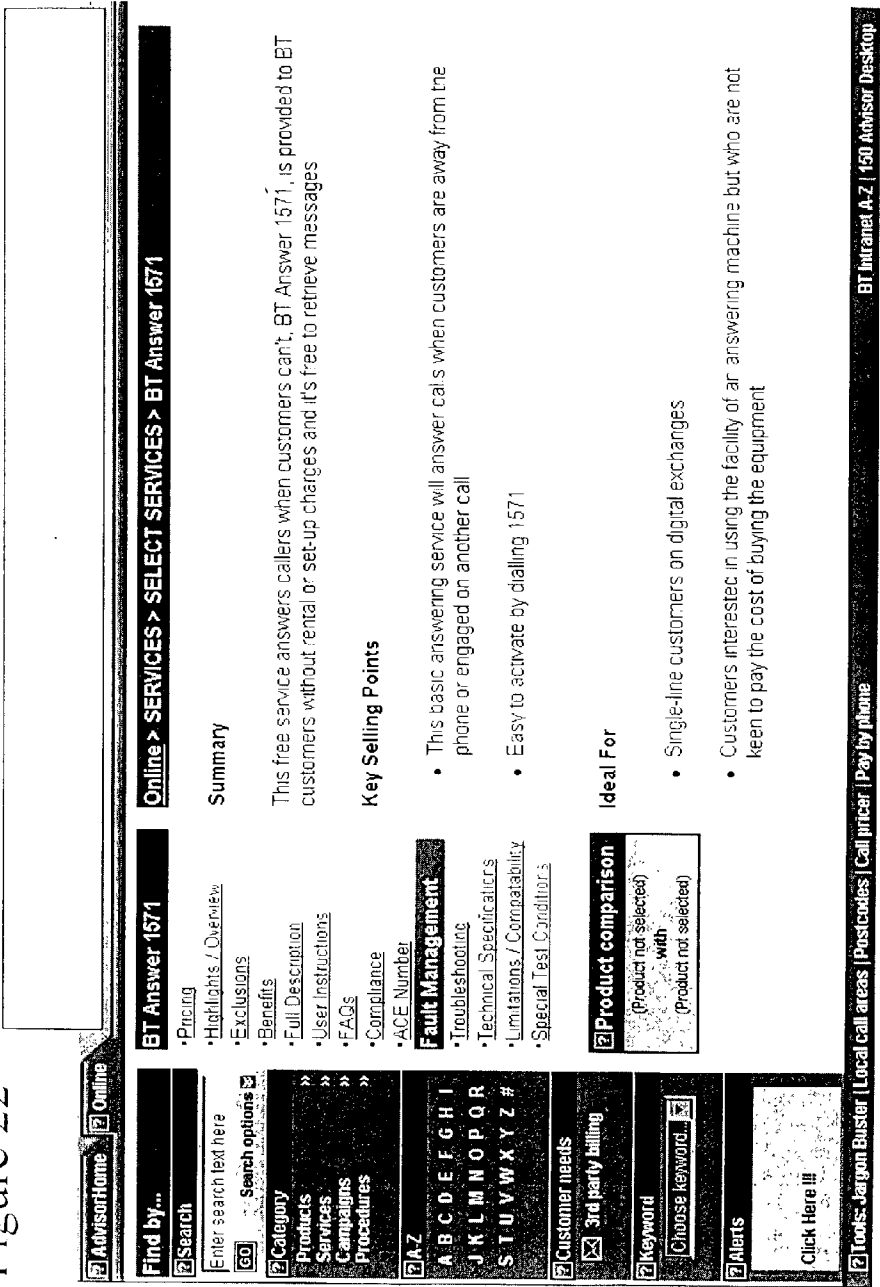 Figure 22
AdvisorHome
Online
Find by...
Search
Enter search text here
GO Search options
Category
Products »
Services »
Campaigns »
Procedures »
A-Z
A B C D E F G H I
J K L M N O P Q R
S T U V W X Y Z #
Customer needs
3rd party billing
Keyword
Choose keyword...
Alerts
Click Here !!!
BT Answer 1571
Pricing
Highlights / Overview
Exclusions
Benefits
Full Description
User Instructions
FAQs
Compliance
ACE Number
Fault Management
Troubleshooting
Technical Specifications
Limitations / Compatability
Special Test Conditions
Product comparison
(Product not selected)
with
(Product not selected)
Online > SERVICES > SELECT SERVICES > BT Answer 1571
Summary
This free service answers callers when customers can't, BT Answer 1571, is provided to BT
customers without rental or set-up charges and it's free to retrieve messages
Key Selling Points
• This basic answering service will answer calls when customers are away from the
phone or engaged on another call
• Easy to activate by dialling 1571
Ideal For
• Single-line customers on digital exchanges
• Customers interested in using the facility of an answering machine but who are not
keen to pay the cost of buying the equipment
Tools: Jargon Buster | Local call areas | Postcodes | Call pricer | Pay by phone
BT Intranet A-Z | 150 Advisor Desktop